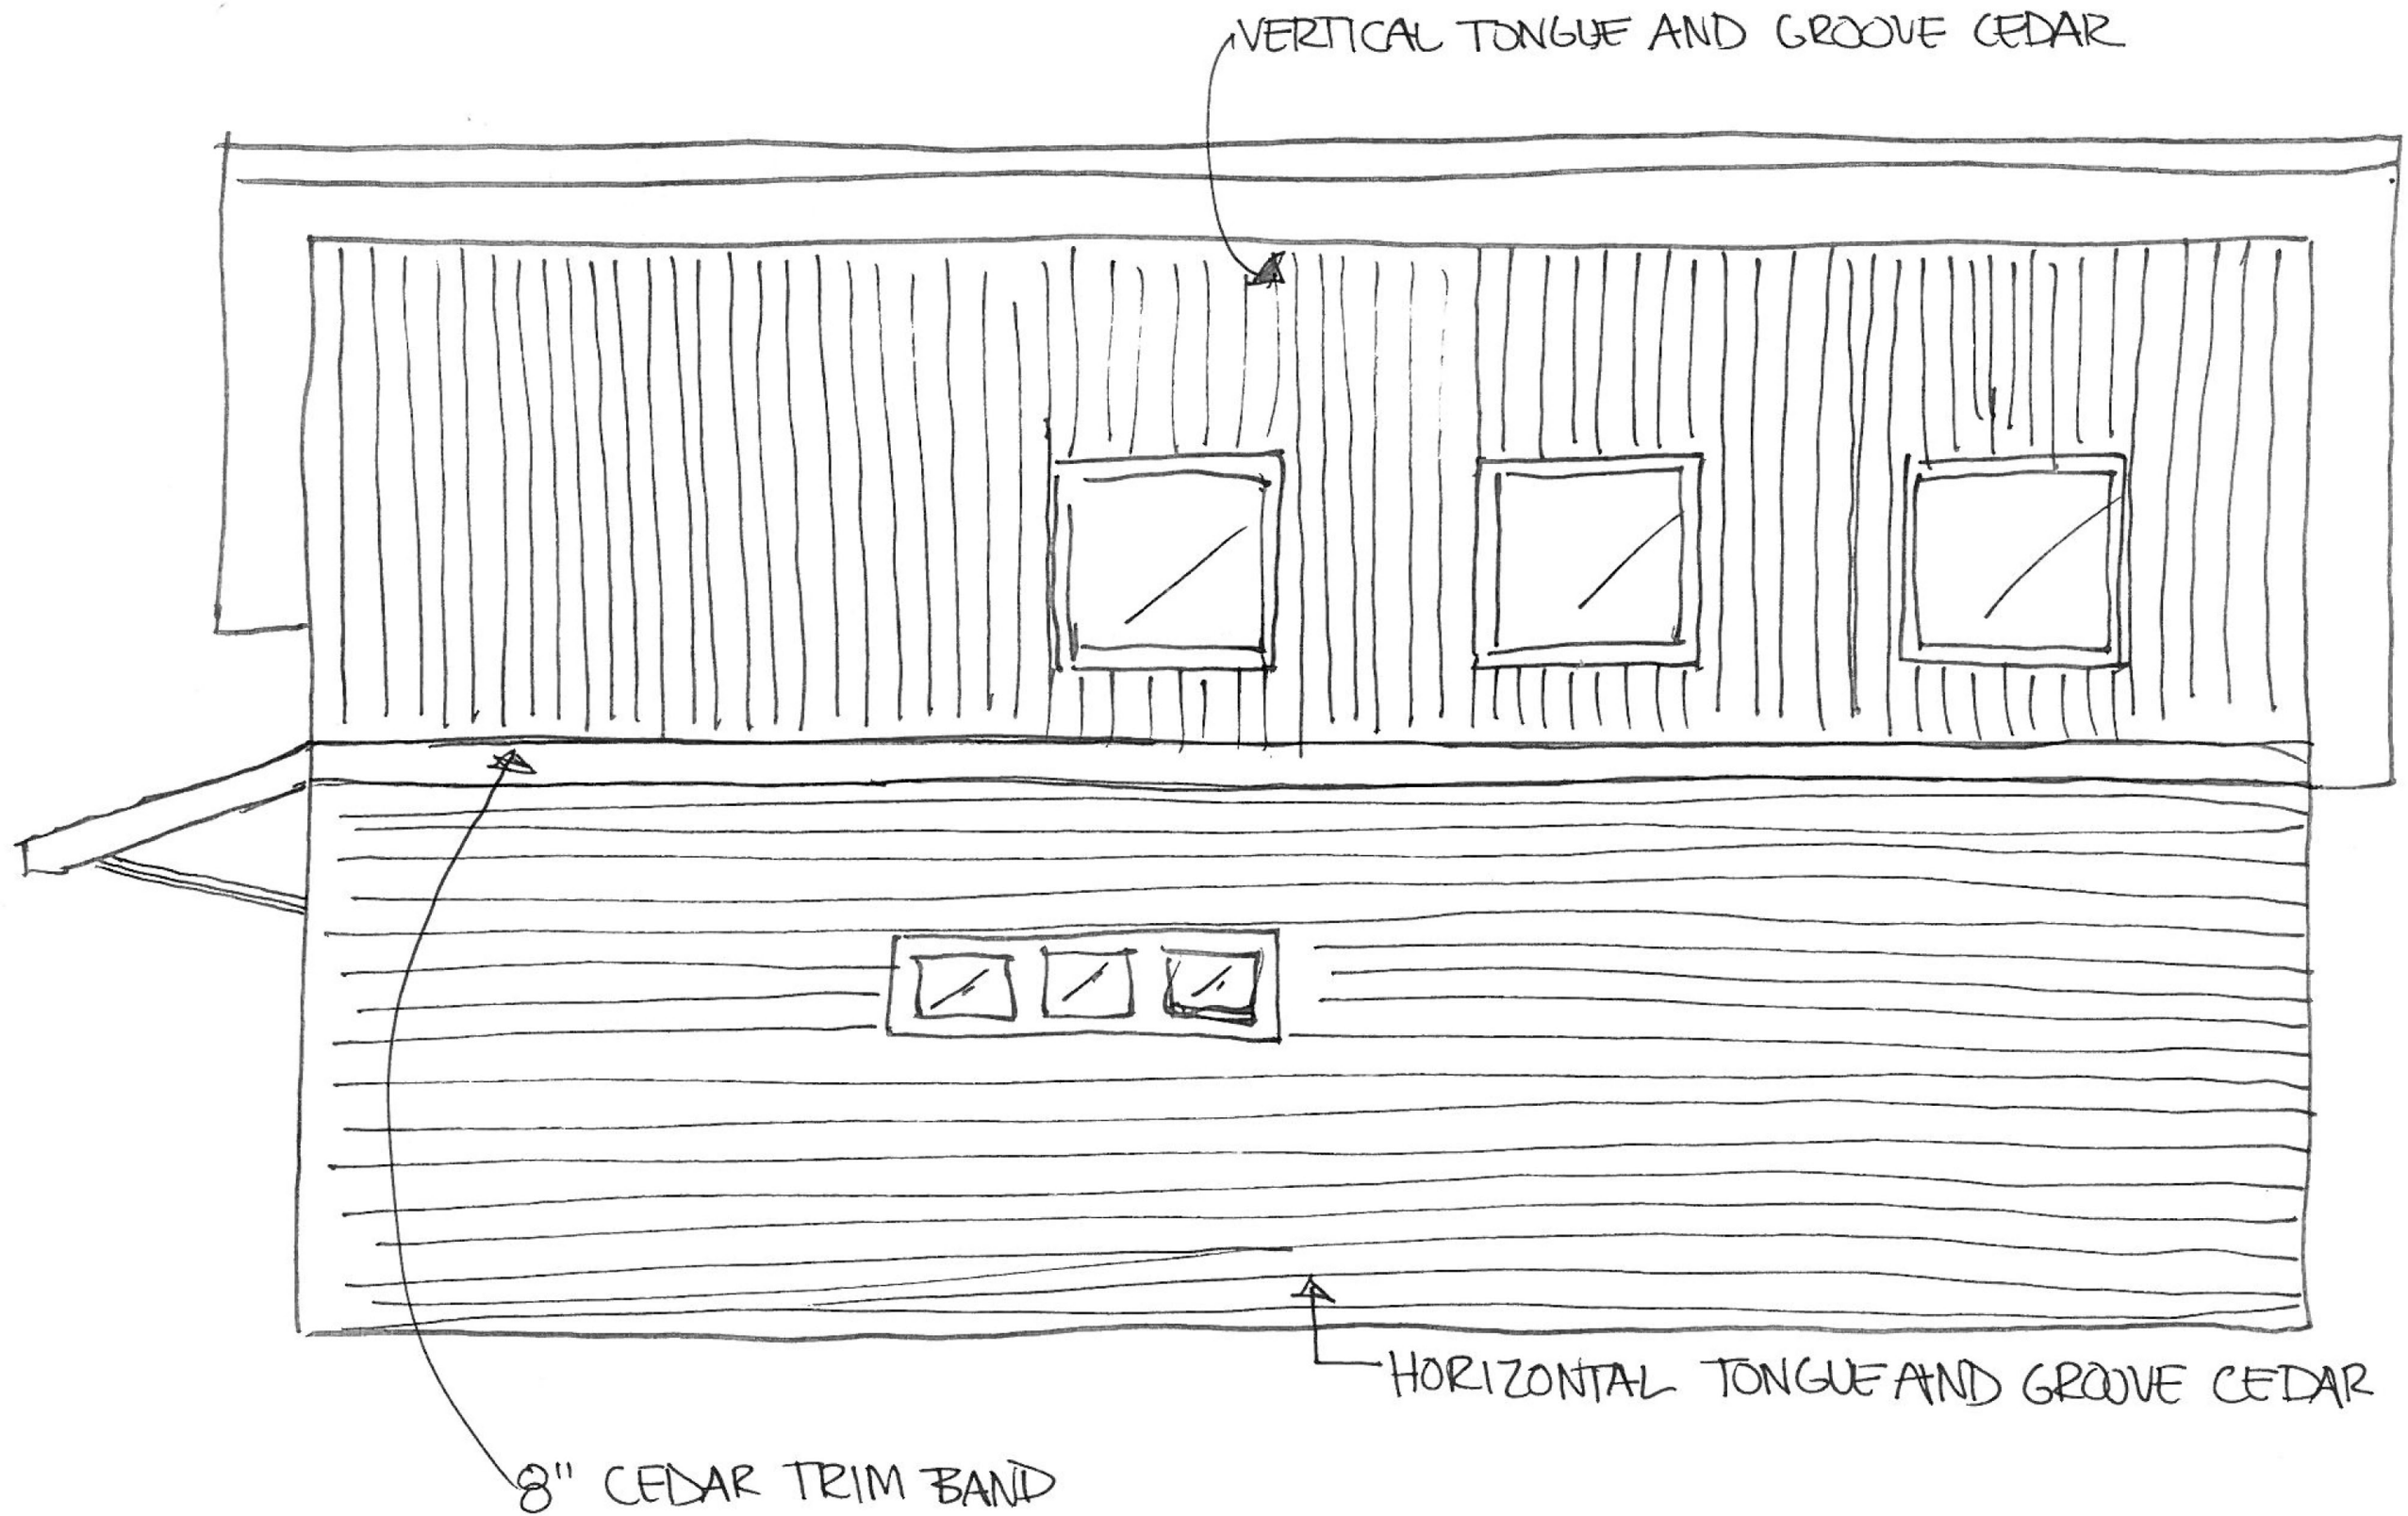 VERTICAL TONGUE AND GROOVE CEDAR
HORIZONTAL TONGUE AND GROOVE CEDAR
8" CEDAR TRIM BAND